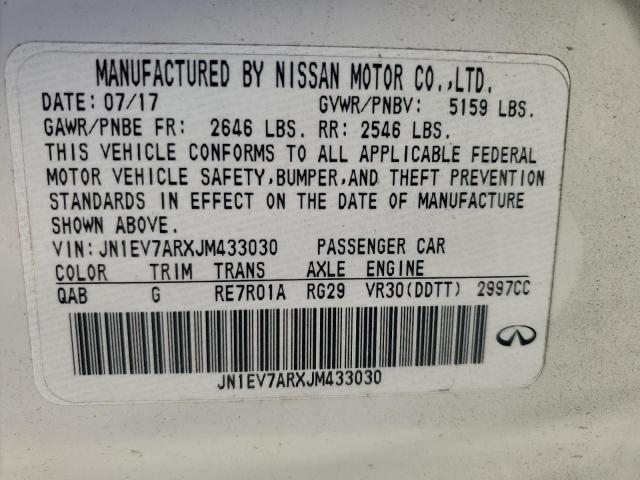 MANUFACTURED BY NISSAN MOTOR CO.,LTD.
DATE: 07/17 GVWR/PNBV: 5159 LBS.
GAWR/PNBE FR: 2646 LBS. RR: 2546 LBS.
THIS VEHICLE CONFORMS TO ALL APPLICABLE FEDERAL
MOTOR VEHICLE SAFETY,BUMPER,AND THEFT PREVENTION
STANDARDS IN EFFECT ON THE DATE OF MANUFACTURE
SHOWN ABOVE.
VIN:JN1EV7ARXJM433030 PASSENGER CAR
COLOR TRIM TRANS AXLE ENGINE
QAB G RE7R01A RG29 VR30(DDTT) 2997CC
JN1EV7ARXJM433030